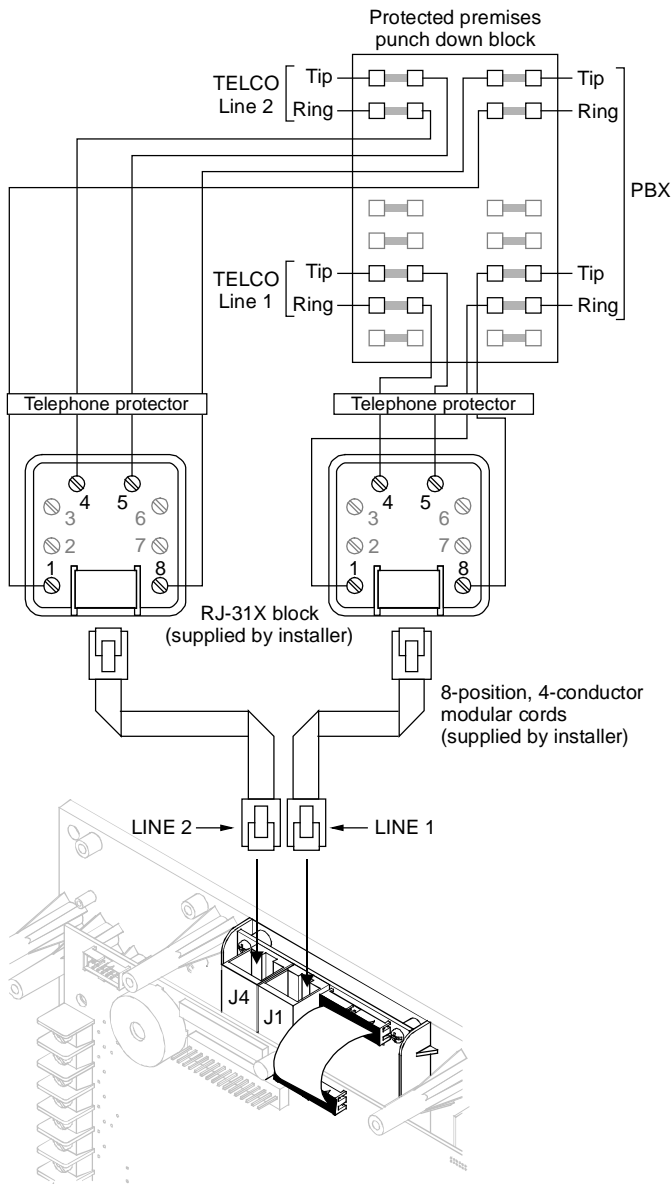 Protected premises
punch down block
TELCO
Line 2
Tip
Ring
Tip
Ring
PBX
TELCO
Line 1
Tip
Ring
Tip
Ring
Telephone protector
Telephone protector
4 5
3 6
2 7
1 8
4 5
3 6
2 7
1 8
RJ-31X block
(supplied by installer)
8-position, 4-conductor
modular cords
(supplied by installer)
LINE 2
LINE 1
J4
J1